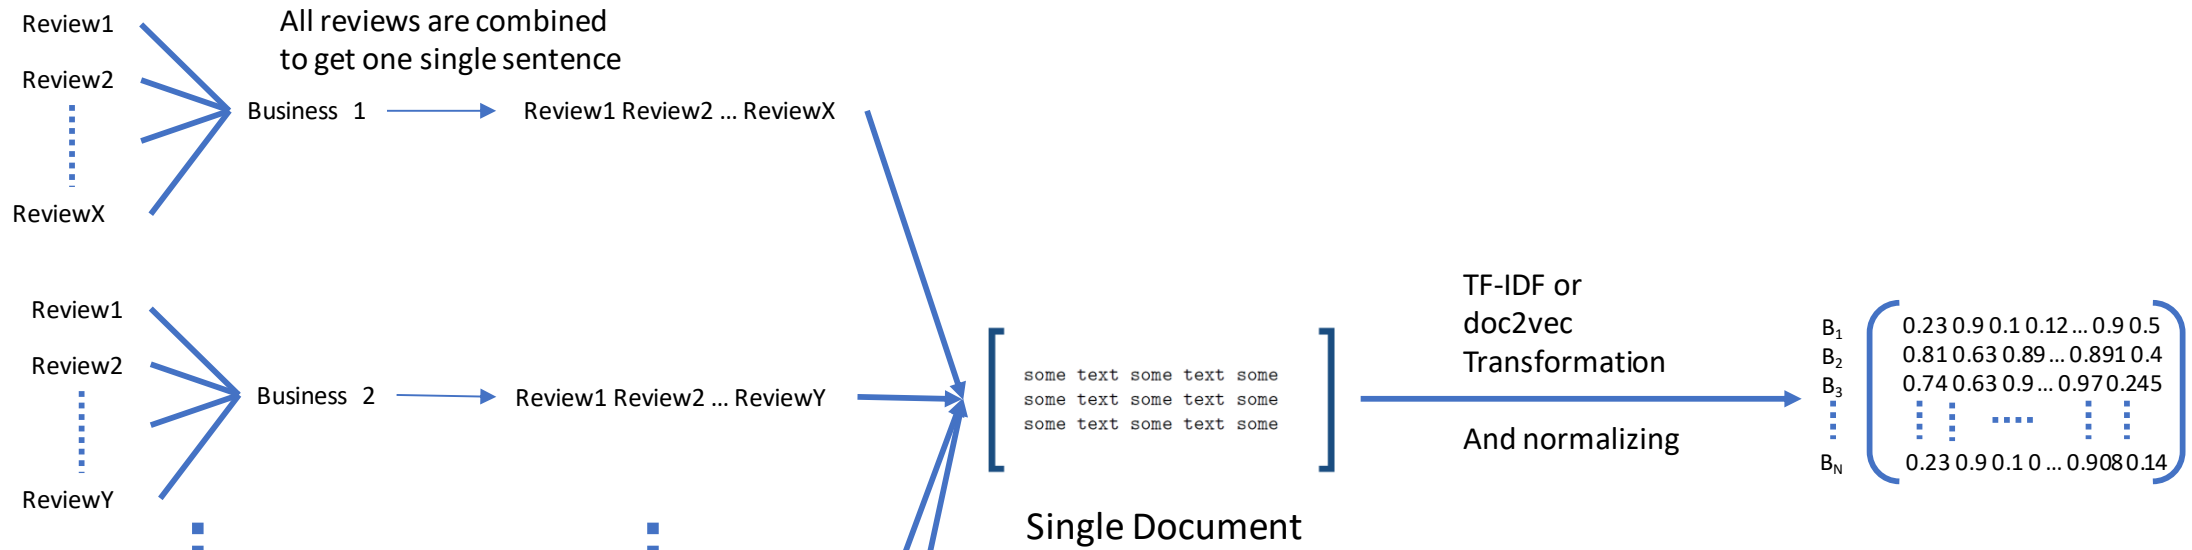 Review1
Review2
ReviewX
All reviews are combined
to get one single sentence
Business 1
Review1 Review2 ... ReviewX
Review1
Review2
ReviewY
Business 2
Review1 Review2 ... ReviewY
some text some text some
some text some text some
some text some text some
Single Document
TF-IDF or
doc2vec
Transformation
And normalizing
B1 0.23 0.9 0.1 0.12 ... 0.9 0.5
B2 0.81 0.63 0.89 ... 0.891 0.4
B3 0.74 0.63 0.9 ... 0.97 0.245
BN 0.23 0.9 0.1 0 ... 0.908 0.14